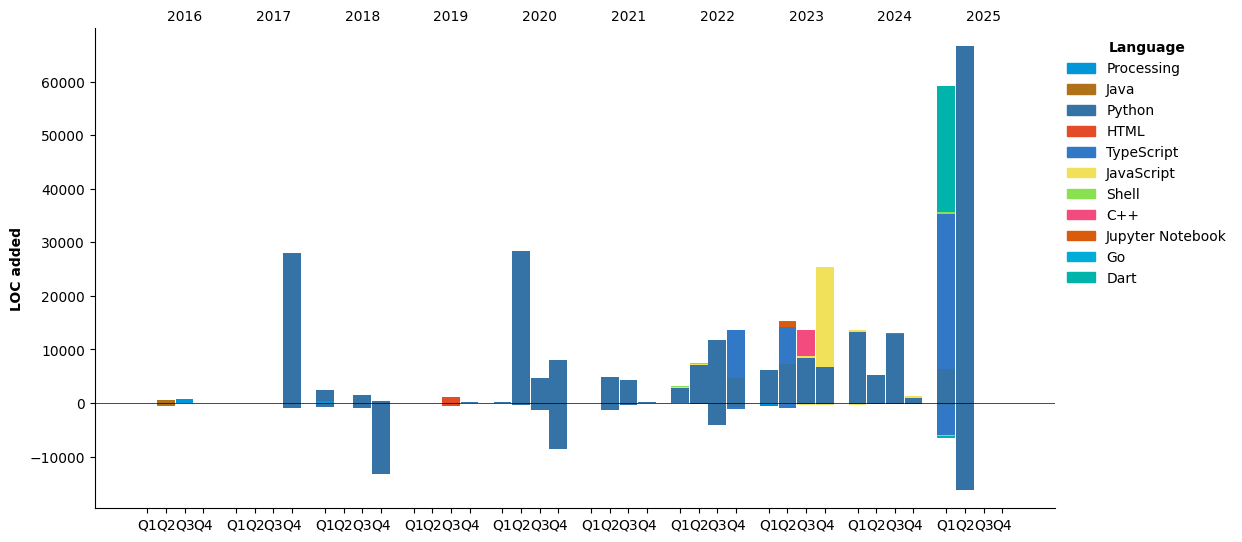 2016 2017 2018 2019 2020 2021 2022 2023 2024 2025
Language
Processing
Java
Python
HTML
TypeScript
JavaScript
Shell
C++
Jupyter Notebook
Go
Dart
LOC added
60000
50000
40000
30000
20000
10000
0
−10000
Q1Q2Q3Q4 Q1Q2Q3Q4 Q1Q2Q3Q4 Q1Q2Q3Q4 Q1Q2Q3Q4 Q1Q2Q3Q4 Q1Q2Q3Q4 Q1Q2Q3Q4 Q1Q2Q3Q4 Q1Q2Q3Q4